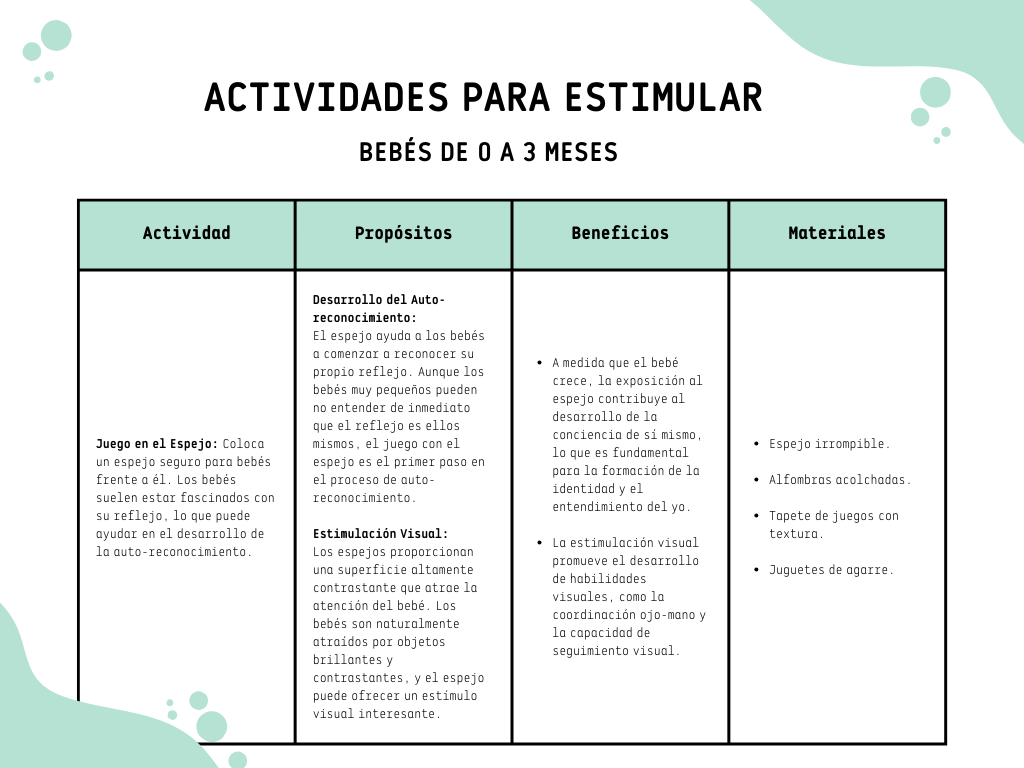 ACTIVIDADES PARA ESTIMULAR
BEBÉS DE 0 A 3 MESES
Actividad
Propósitos
Beneficios
Materiales
Juego en el Espejo: Coloca
un espejo seguro para bebés
frente a él. Los bebés
suelen estar fascinados con
su reflejo, lo que puede
ayudar en el desarrollo de
la auto-reconocimiento.
Desarrollo del Auto-
reconocimiento:
El espejo ayuda a los bebés
a comenzar a reconocer su
propio reflejo. Aunque los
bebés muy pequeños pueden
no entender de inmediato
que el reflejo es ellos
mismos, el juego con el
espejo es el primer paso en
el proceso de auto-
reconocimiento.
Estimulación Visual:
Los espejos proporcionan
una superficie altamente
contrastante que atrae la
atención del bebé. Los
bebés son naturalmente
atraídos por objetos
brillantes y
contrastantes, y el espejo
puede ofrecer un estímulo
visual interesante.
• A medida que el bebé
crece, la exposición al
espejo contribuye al
desarrollo de la
conciencia de sí mismo,
lo que es fundamental
para la formación de la
identidad y el
entendimiento del yo.
• La estimulación visual
promueve el desarrollo
de habilidades
visuales, como la
coordinación ojo-mano y
la capacidad de
seguimiento visual.
• Espejo irrompible.
• Alfombras acolchadas.
• Tapete de juegos con
textura.
• Juguetes de agarre.